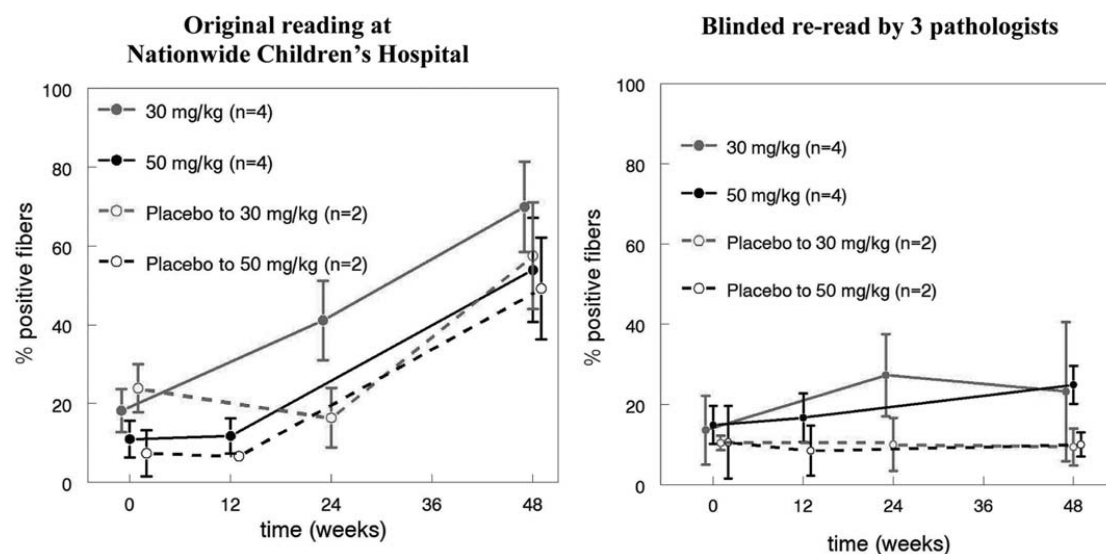 Original reading at
Nationwide Children's Hospital
100
80
60
40
20
0
% positive fibers
30 mg/kg (n=4)
50 mg/kg (n=4)
Placebo to 30 mg/kg (n=2)
Placebo to 50 mg/kg (n=2)
0 12 24 36 48
time (weeks)
Blinded re-read by 3 pathologists
100
80
60
40
20
0
% positive fibers
30 mg/kg (n=4)
50 mg/kg (n=4)
Placebo to 30 mg/kg (n=2)
Placebo to 50 mg/kg (n=2)
0 12 24 36 48
time (weeks)